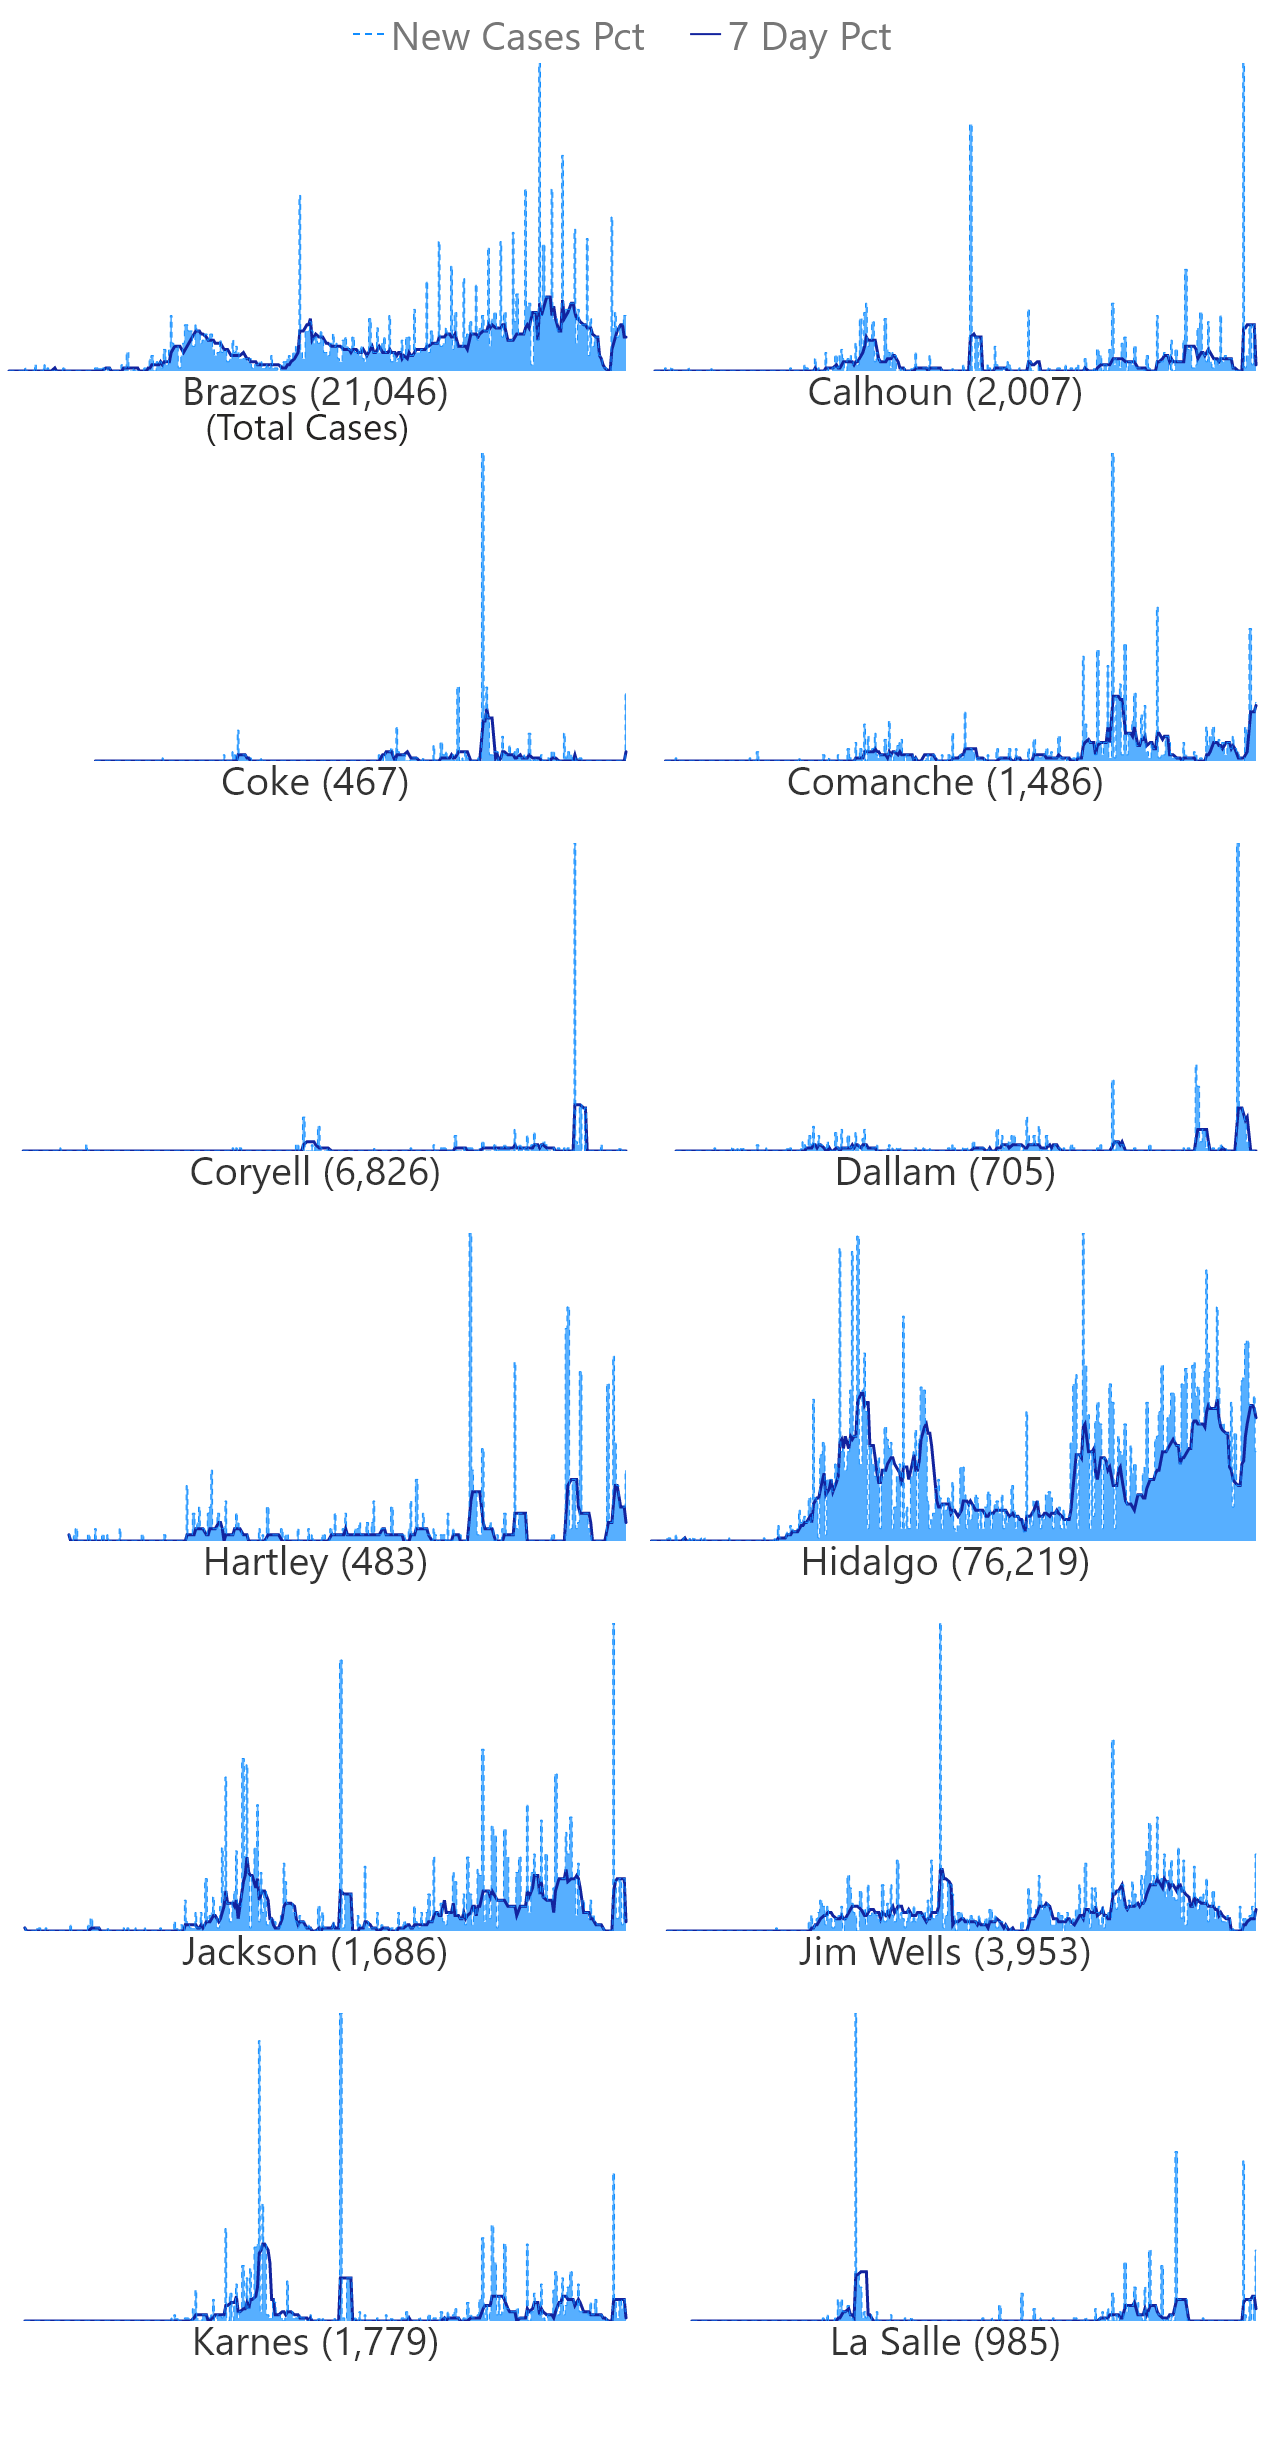 New Cases Pct 7 Day Pct
Brazos (21,046) Calhoun (2,007)
(Total Cases)
Coke (467) Comanche (1,486)
Coryell (6,826) Dallam (705)
Hartley (483) Hidalgo (76,219)
Jackson (1,686) Jim Wells (3,953)
Karnes (1,779) La Salle (985)